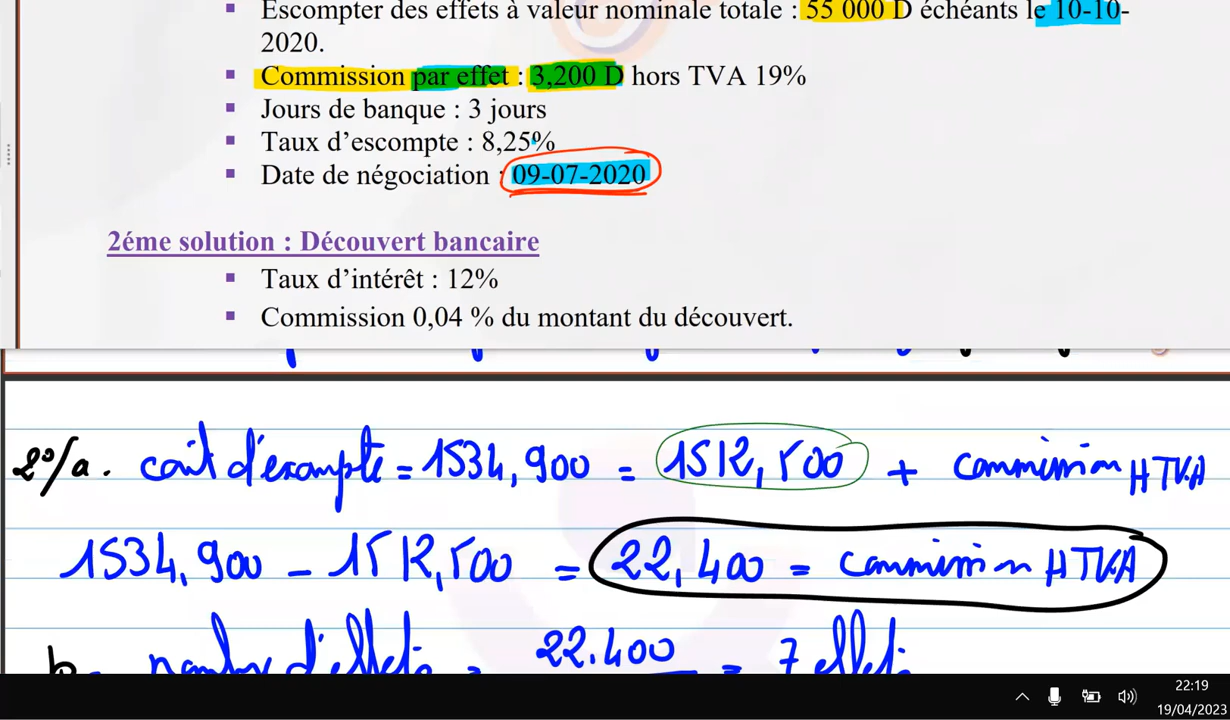 Escompter des effets à valeur nominale totale : 55 000 D échéants le 10-10-
2020.
▪ Commission par effet : 3,200 D hors TVA 19%
▪ Jours de banque : 3 jours
▪ Taux d'escompte : 8,25%
▪ Date de négociation : 09-07-2020
2éme solution : Découvert bancaire
▪ Taux d'intérêt : 12%
▪ Commission 0,04 % du montant du découvert.
2°/a. coût d'escompte = 1534,900 = 1512,500 + commission HTVA
1534,900 - 1512,500 = 22,400 = commission HTVA
b- nombre d'effets = 22.400 = 7 effets
22:19
19/04/2023